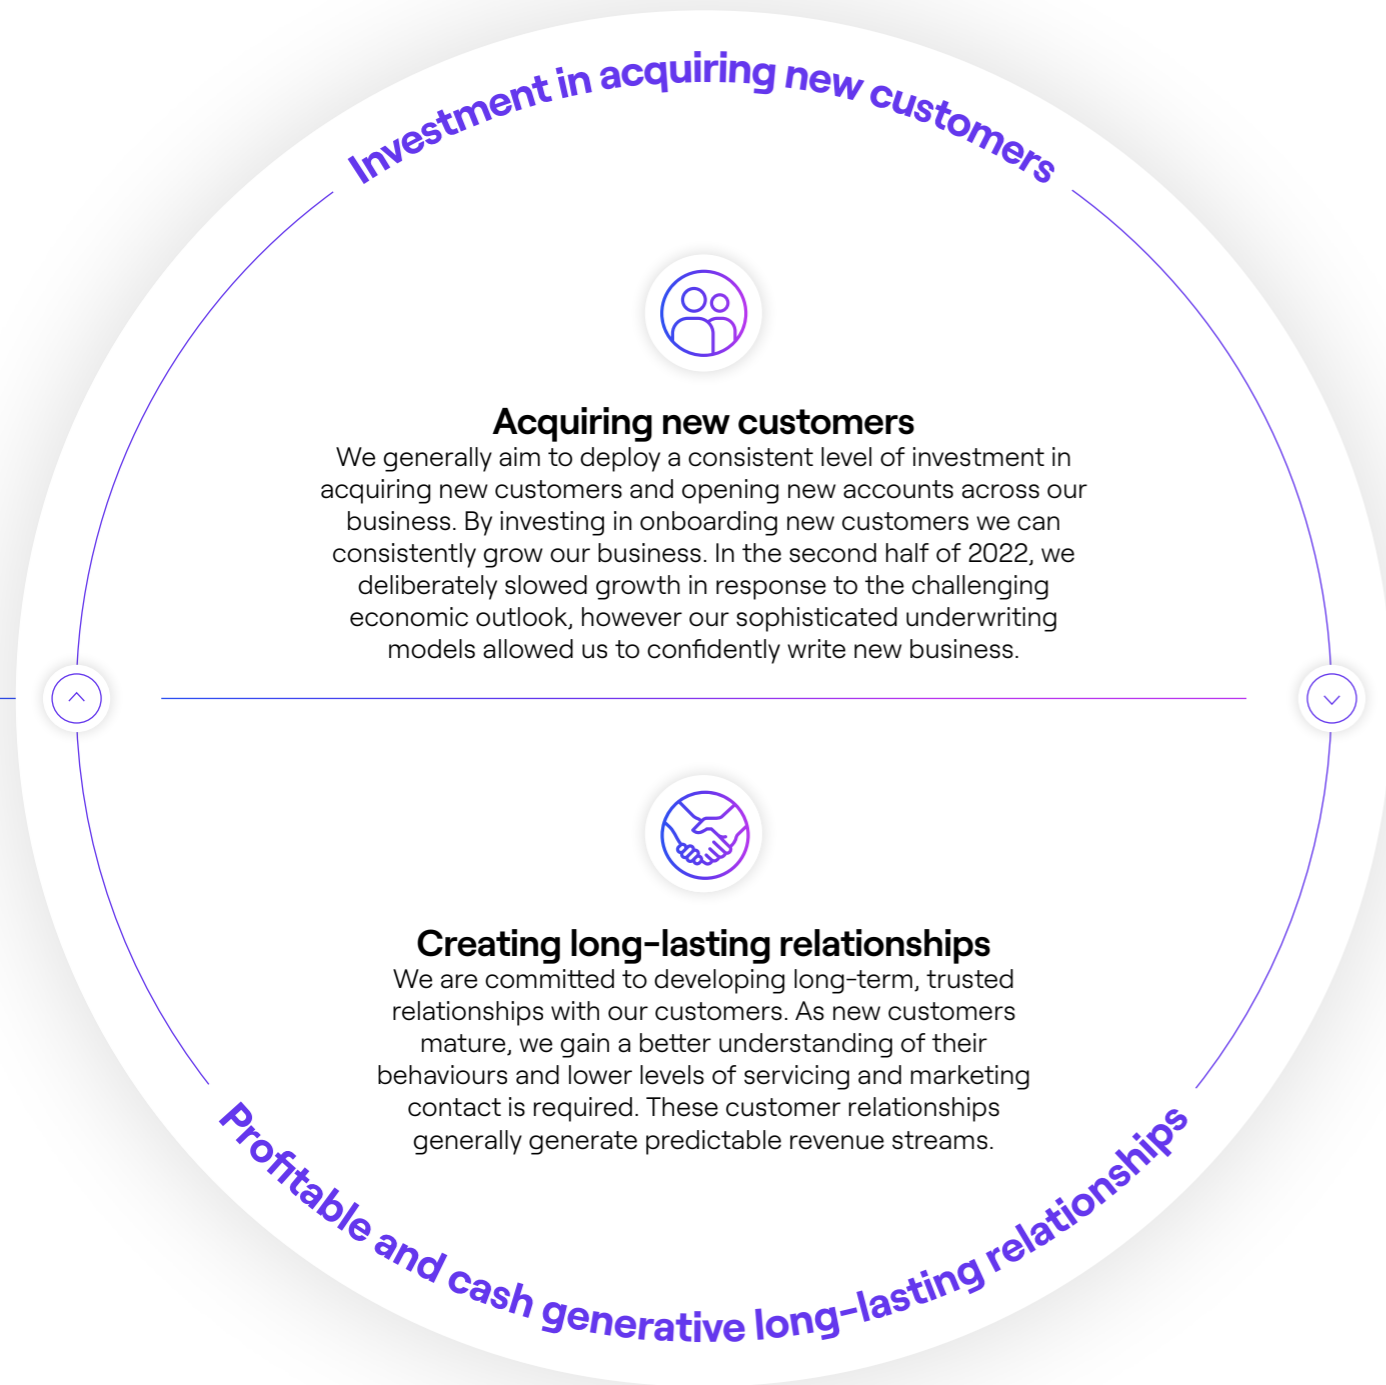 Investment in acquiring new customers
Acquiring new customers
We generally aim to deploy a consistent level of investment in
acquiring new customers and opening new accounts across our
business. By investing in onboarding new customers we can
consistently grow our business. In the second half of 2022, we
deliberately slowed growth in response to the challenging
economic outlook, however our sophisticated underwriting
models allowed us to confidently write new business.
Creating long-lasting relationships
We are committed to developing long-term, trusted
relationships with our customers. As new customers
mature, we gain a better understanding of their
behaviours and lower levels of servicing and marketing
contact is required. These customer relationships
generally generate predictable revenue streams.
Profitable and cash generative long-lasting relationships